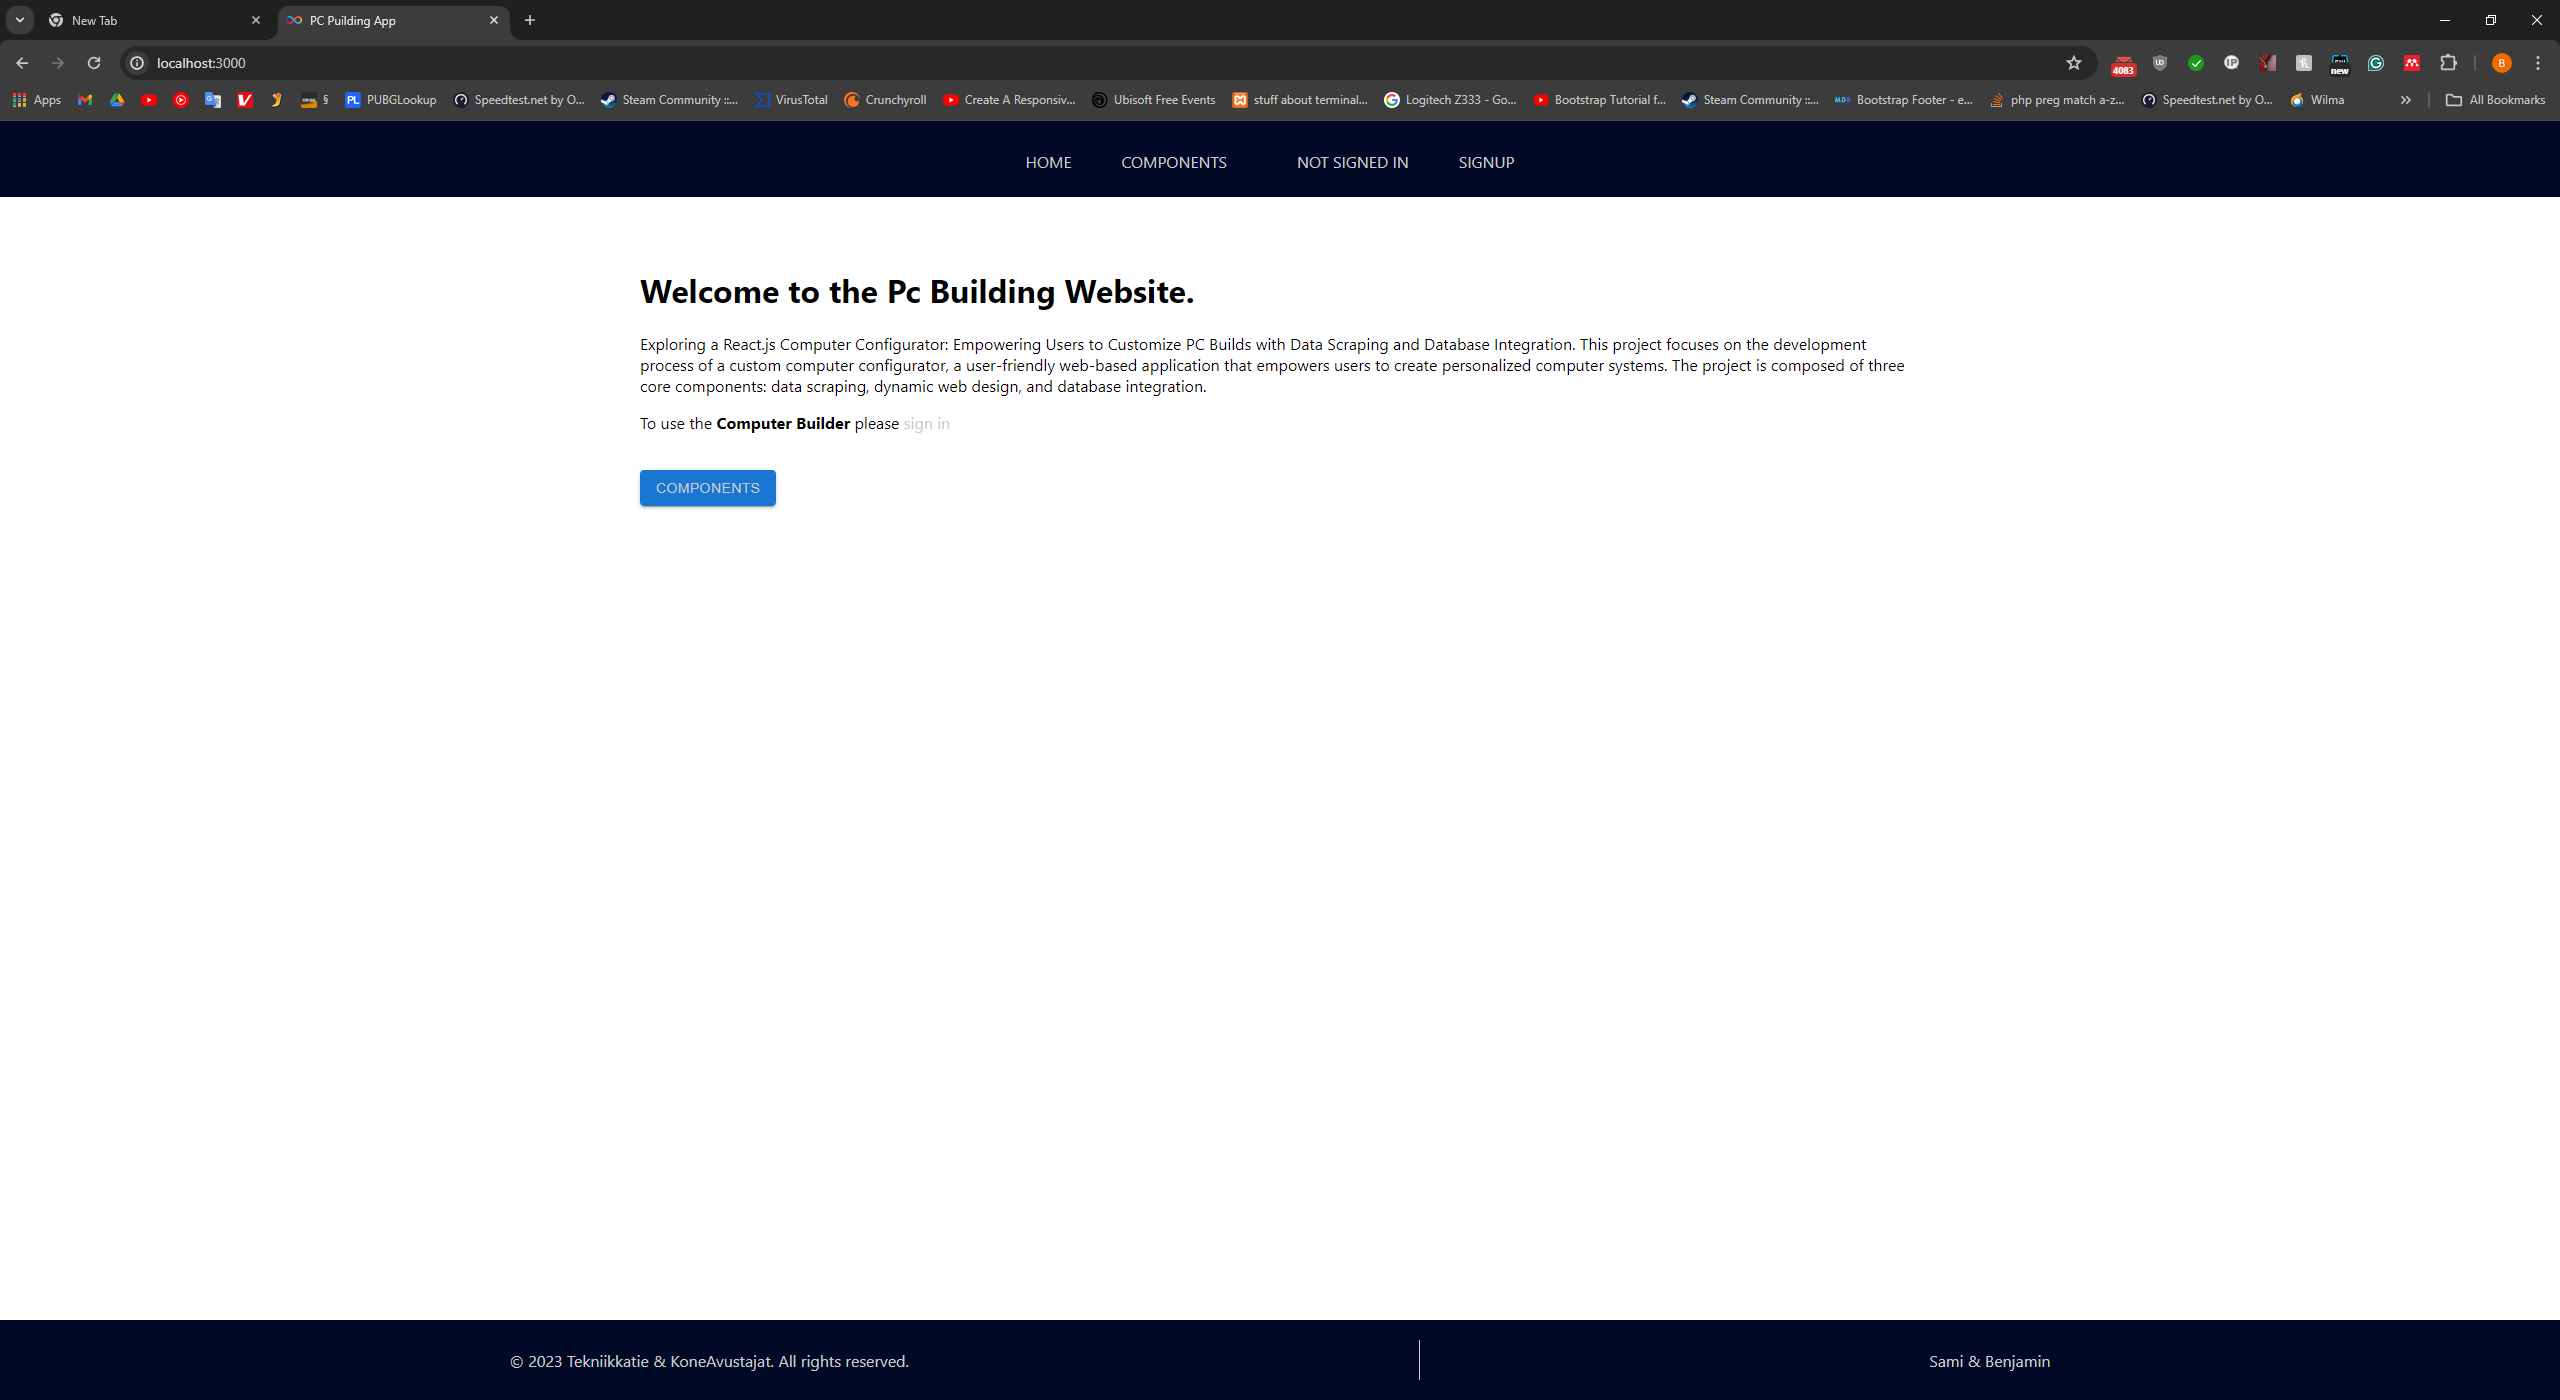 New Tab
PC Puilding App
localhost:3000
4083
new
B
Apps
§
PL PUBGLookup
Speedtest.net by O...
Steam Community ::...
VirusTotal
Crunchyroll
Create A Responsiv...
Ubisoft Free Events
stuff about terminal...
Logitech Z333 - Go...
Bootstrap Tutorial f...
Steam Community ::...
Bootstrap Footer - e...
php preg match a-z...
Speedtest.net by O...
Wilma
All Bookmarks
HOME COMPONENTS NOT SIGNED IN SIGNUP
Welcome to the Pc Building Website.
Exploring a React.js Computer Configurator: Empowering Users to Customize PC Builds with Data Scraping and Database Integration. This project focuses on the development
process of a custom computer configurator, a user-friendly web-based application that empowers users to create personalized computer systems. The project is composed of three
core components: data scraping, dynamic web design, and database integration.
To use the Computer Builder please sign in
COMPONENTS
© 2023 Tekniikkatie & KoneAvustajat. All rights reserved.
Sami & Benjamin